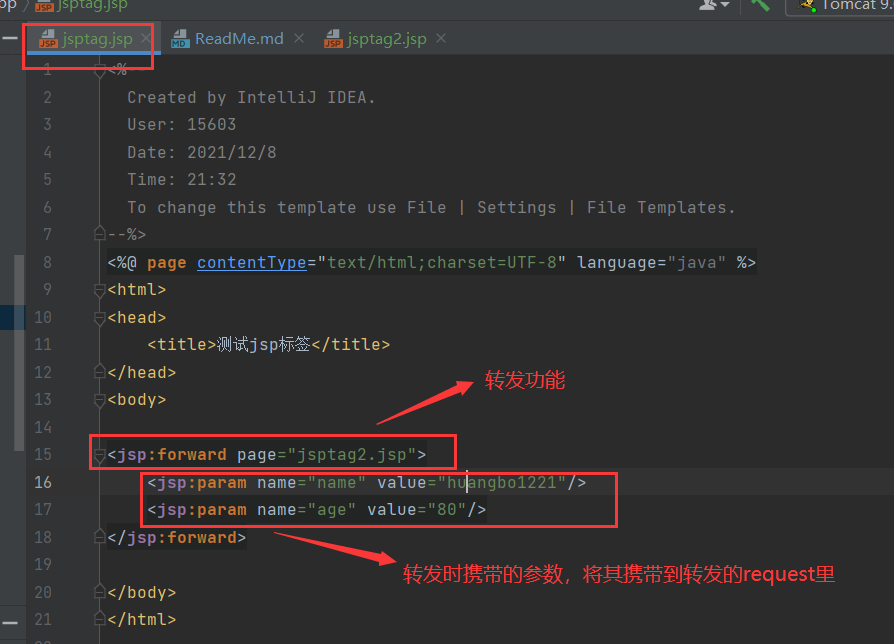 op jsptag.jsp Tomcat 9.
jsptag.jsp ReadMe.md jsptag2.jsp
1 <%--
2 Created by IntelliJ IDEA.
3 User: 15603
4 Date: 2021/12/8
5 Time: 21:32
6 To change this template use File | Settings | File Templates.
7 --%>
8 <%@ page contentType="text/html;charset=UTF-8" language="java" %>
9 <html>
10 <head>
11 <title>测试jsp标签</title>
12 </head>
转发功能
13 <body>
14
15 <jsp:forward page="jsptag2.jsp">
16 <jsp:param name="name" value="huangbo1221"/>
17 <jsp:param name="age" value="80"/>
18 </jsp:forward>
转发时携带的参数，将其携带到转发的request里
19
20 </body>
21 </html>